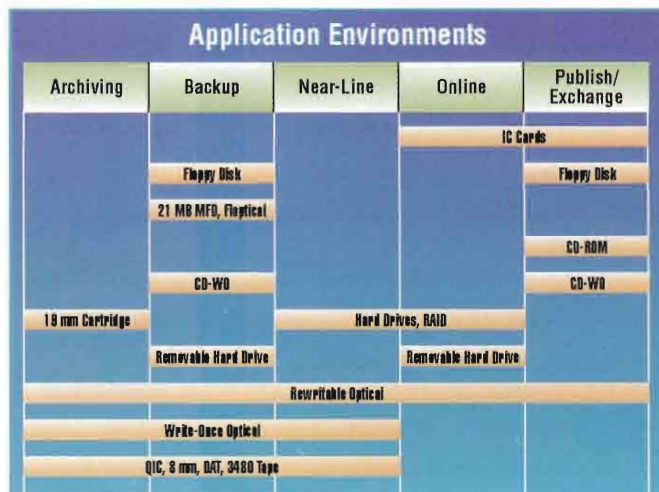 Application Environments
Archiving
Backup
Near-Line
Online
Publish/
Exchange
IC Cards
Floppy Disk
Floppy Disk
21 MB MFD, Floptical
CD-ROM
CD-WO
CD-WO
19 mm Cartridge
Hard Drives, RAID
Removable Hard Drive
Removable Hard Drive
Rewritable Optical
Write-Once Optical
QIC, 8 mm, DAT, 3480 Tape